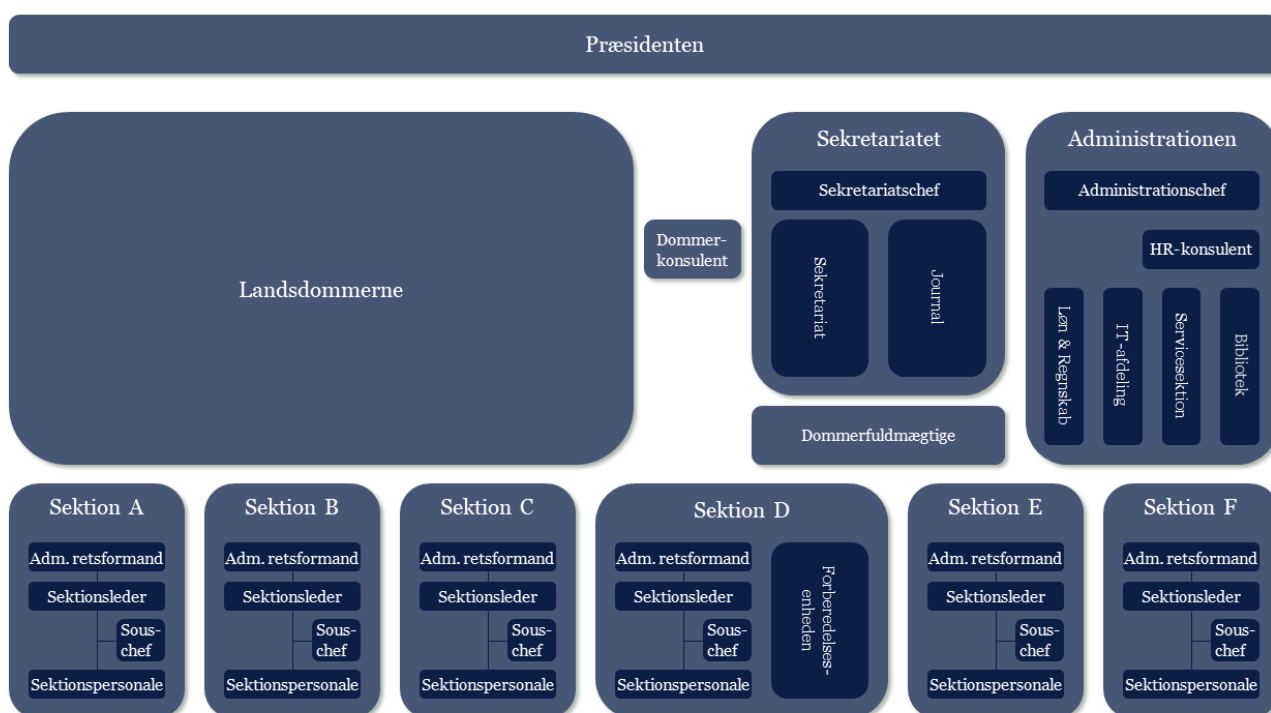 Præsidenten
Landsdommerne
Dommer-
konsulent
Sekretariatet
Sekretariatschef
Sekretariat
Journal
Dommerfuldmægtige
Administrationen
Administrationschef
HR-konsulent
Løn & Regnskab
IT-afdeling
Servicesektion
Bibliotek
Sektion A
Adm. retsformand
Sektionsleder
Sous-
chef
Sektionspersonale
Sektion B
Adm. retsformand
Sektionsleder
Sous-
chef
Sektionspersonale
Sektion C
Adm. retsformand
Sektionsleder
Sous-
chef
Sektionspersonale
Sektion D
Adm. retsformand
Sektionsleder
Sous-
chef
Sektionspersonale
Forberedelses-
enheden
Sektion E
Adm. retsformand
Sektionsleder
Sous-
chef
Sektionspersonale
Sektion F
Adm. retsformand
Sektionsleder
Sous-
chef
Sektionspersonale